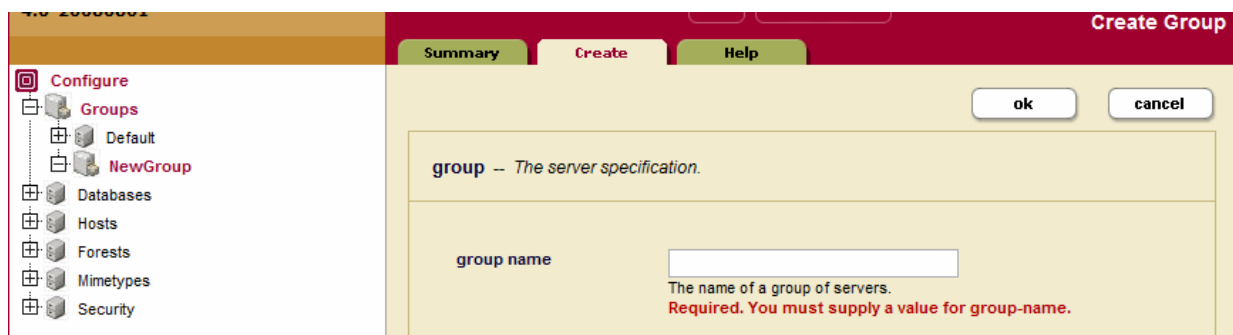 Create Group
Summary
Create
Help
Configure
Groups
Default
NewGroup
Databases
Hosts
Forests
Mimetypes
Security
ok
cancel
group -- The server specification.
group name
The name of a group of servers.
Required. You must supply a value for group-name.